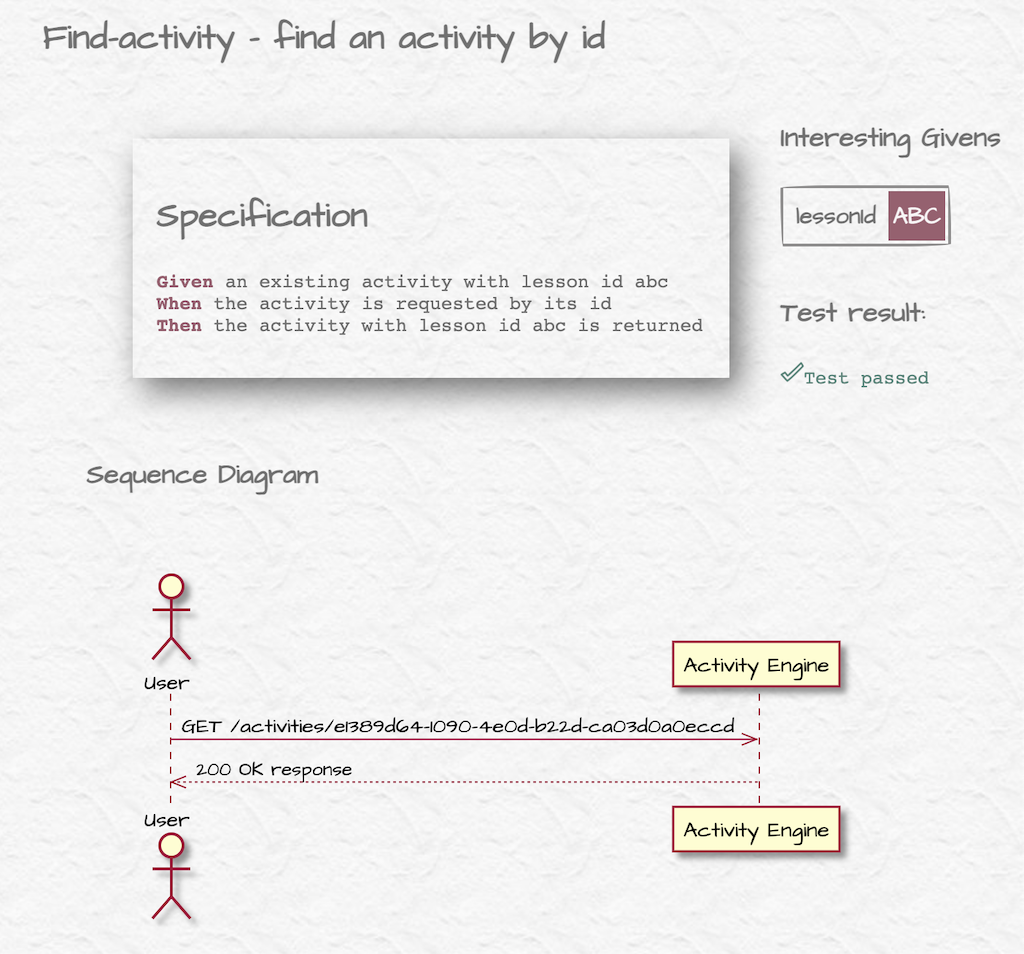 Find-activity - find an activity by id
Interesting Givens
Specification
lessonId ABC
Given an existing activity with lesson id abc
When the activity is requested by its id
Then the activity with lesson id abc is returned
Test result:
Test passed
Sequence Diagram
User
Activity Engine
GET /activities/e1389d64-1090-4e0d-b22d-ca03d0a0eccd
200 OK response
User
Activity Engine